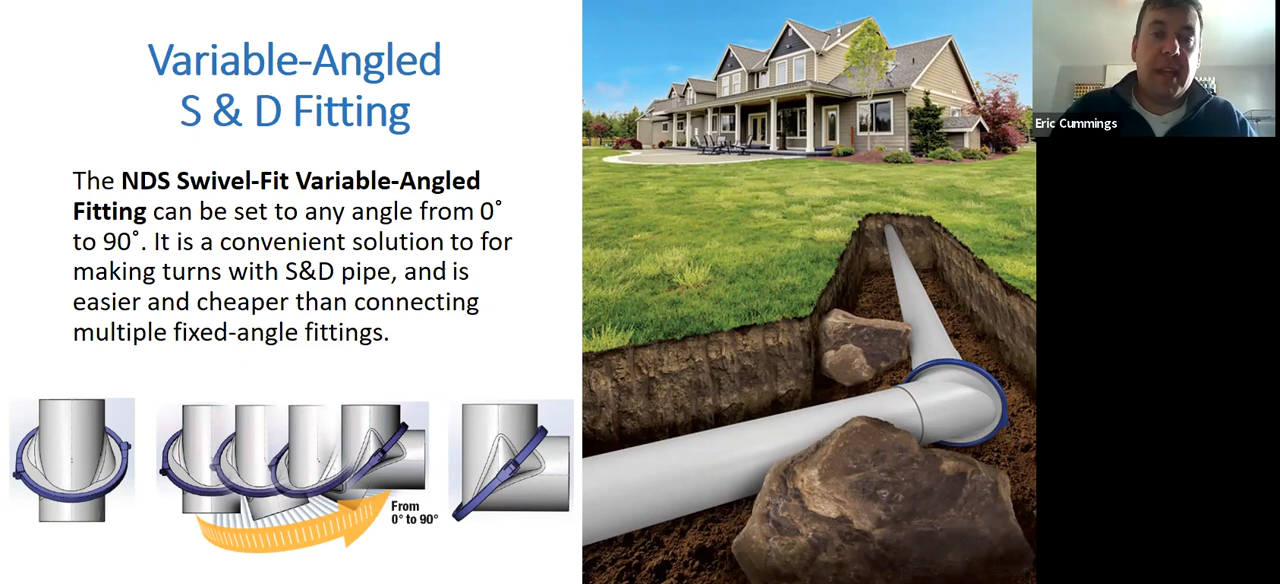 Variable-Angled
S & D Fitting
The NDS Swivel-Fit Variable-Angled
Fitting can be set to any angle from 0˚
to 90˚. It is a convenient solution to for
making turns with S&D pipe, and is
easier and cheaper than connecting
multiple fixed-angle fittings.
From
0° to 90°
Eric Cummings